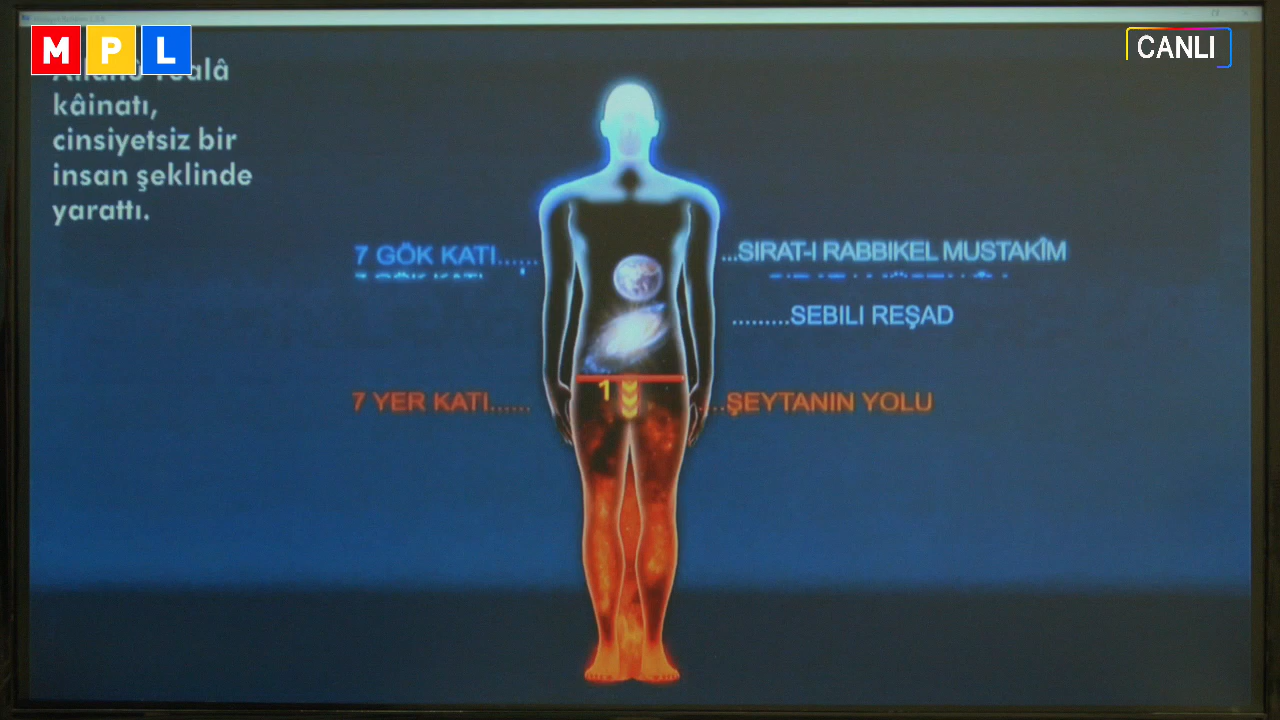 MPL
CANLI
Tealâ
kâinatı,
cinsiyetsiz bir
insan şeklinde
yarattı.
7 GÖK KATI......
...SIRAT-I RABBIKEL MUSTAKÎM
.........SEBILI REŞAD
1
7 YER KATI......
....ŞEYTANIN YOLU